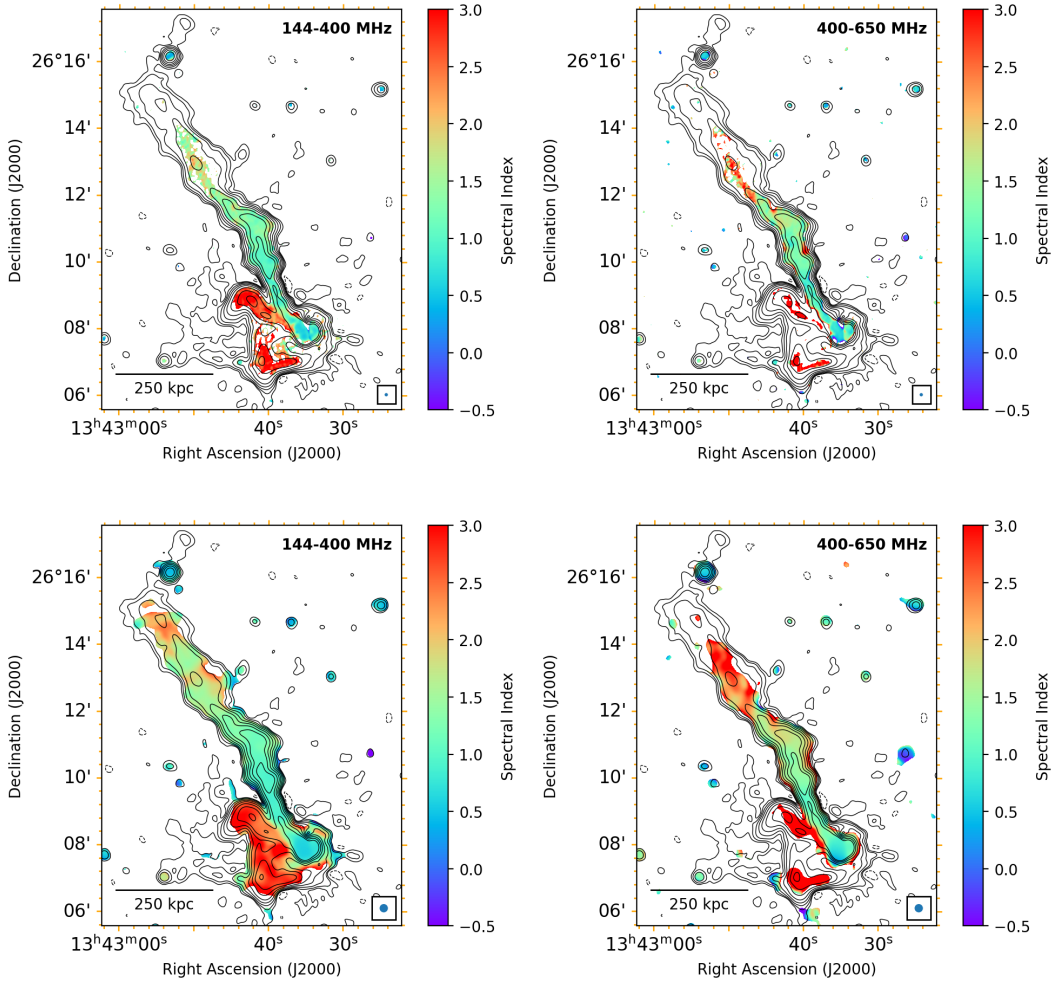 144-400 MHz
26°16'
14'
12'
10'
08'
06'
Declination (J2000)
250 kpc
13ʰ43ᵐ00ˢ
40ˢ
30ˢ
Right Ascension (J2000)
3.0
2.5
2.0
1.5
1.0
0.5
0.0
−0.5
Spectral Index
400-650 MHz
26°16'
14'
12'
10'
08'
06'
Declination (J2000)
250 kpc
13ʰ43ᵐ00ˢ
40ˢ
30ˢ
Right Ascension (J2000)
3.0
2.5
2.0
1.5
1.0
0.5
0.0
−0.5
Spectral Index
144-400 MHz
26°16'
14'
12'
10'
08'
06'
Declination (J2000)
250 kpc
13ʰ43ᵐ00ˢ
40ˢ
30ˢ
Right Ascension (J2000)
3.0
2.5
2.0
1.5
1.0
0.5
0.0
−0.5
Spectral Index
400-650 MHz
26°16'
14'
12'
10'
08'
06'
Declination (J2000)
250 kpc
13ʰ43ᵐ00ˢ
40ˢ
30ˢ
Right Ascension (J2000)
3.0
2.5
2.0
1.5
1.0
0.5
0.0
−0.5
Spectral Index